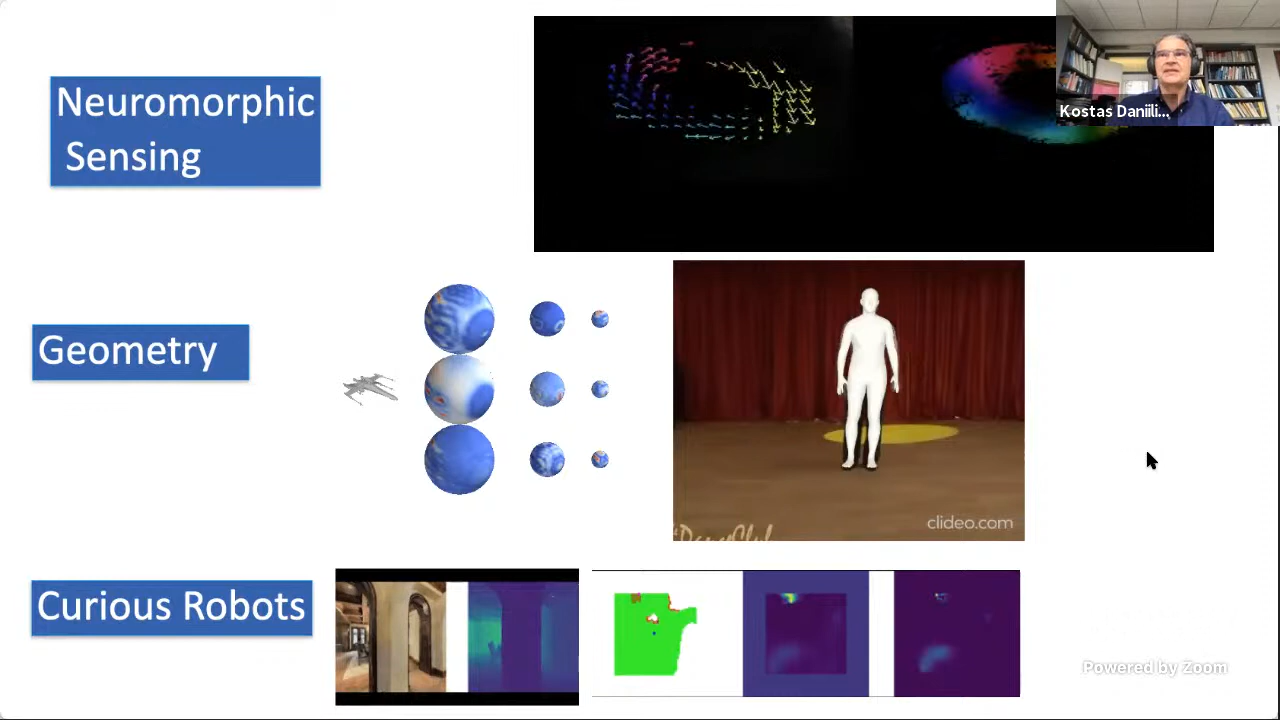 Neuromorphic
Sensing
Kostas Daniili...
Geometry
clideo.com
Curious Robots
Powered by Zoom